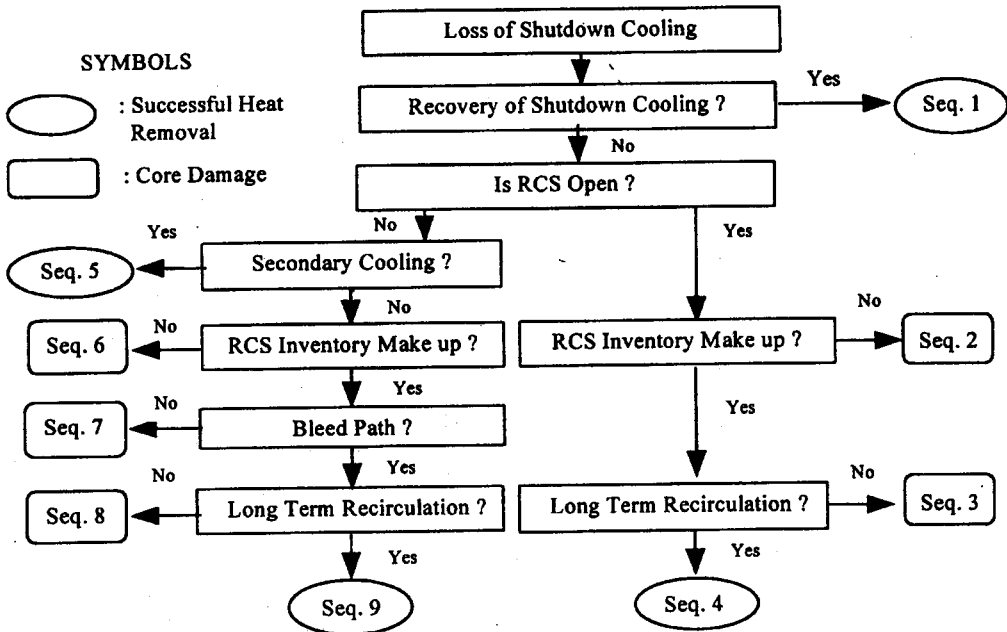 Loss of Shutdown Cooling
SYMBOLS
: Successful Heat
Removal
: Core Damage
Recovery of Shutdown Cooling ?
Yes
Seq. 1
No
Is RCS Open ?
No
Yes
Yes
Seq. 5
Secondary Cooling ?
No
No
Seq. 6
RCS Inventory Make up ?
RCS Inventory Make up ?
No
Seq. 2
Yes
Yes
No
Seq. 7
Bleed Path ?
Yes
No
Seq. 8
Long Term Recirculation ?
Long Term Recirculation ?
No
Seq. 3
Yes
Yes
Seq. 9
Seq. 4